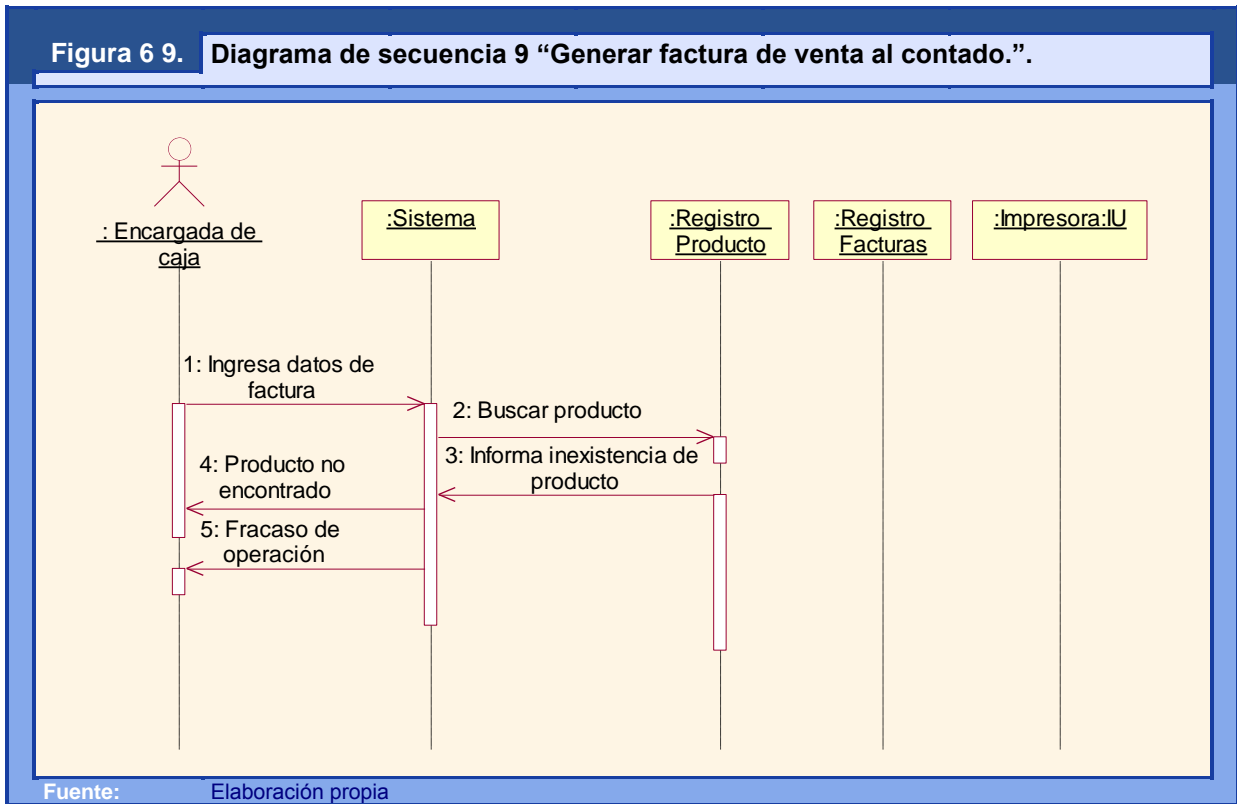 Figura 6 9.
Diagrama de secuencia 9 “Generar factura de venta al contado.”.
: Encargada de
caja
:Sistema
:Registro
Producto
:Registro
Facturas
:Impresora:IU
1: Ingresa datos de
factura
2: Buscar producto
3: Informa inexistencia de
producto
4: Producto no
encontrado
5: Fracaso de
operación
Fuente:
Elaboración propia